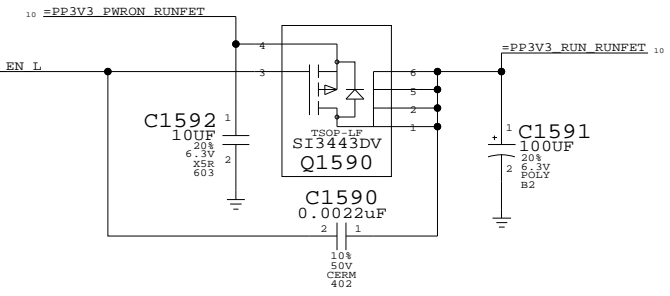 10 =PP3V3_PWRON_RUNFET
=PP3V3_RUN_RUNFET 10
EN_L
4
3
6
5
2
1
TSOP-LF
SI3443DV
Q1590
C1592
10UF
20%
6.3V
X5R
603
1
2
C1591
100UF
20%
6.3V
POLY
B2
1
2
+
C1590
0.0022uF
2 1
10%
50V
CERM
402